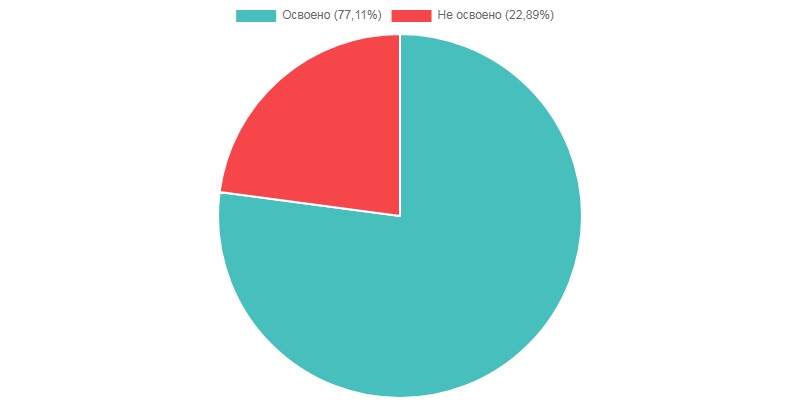 Освоено (77,11%) Не освоено (22,89%)